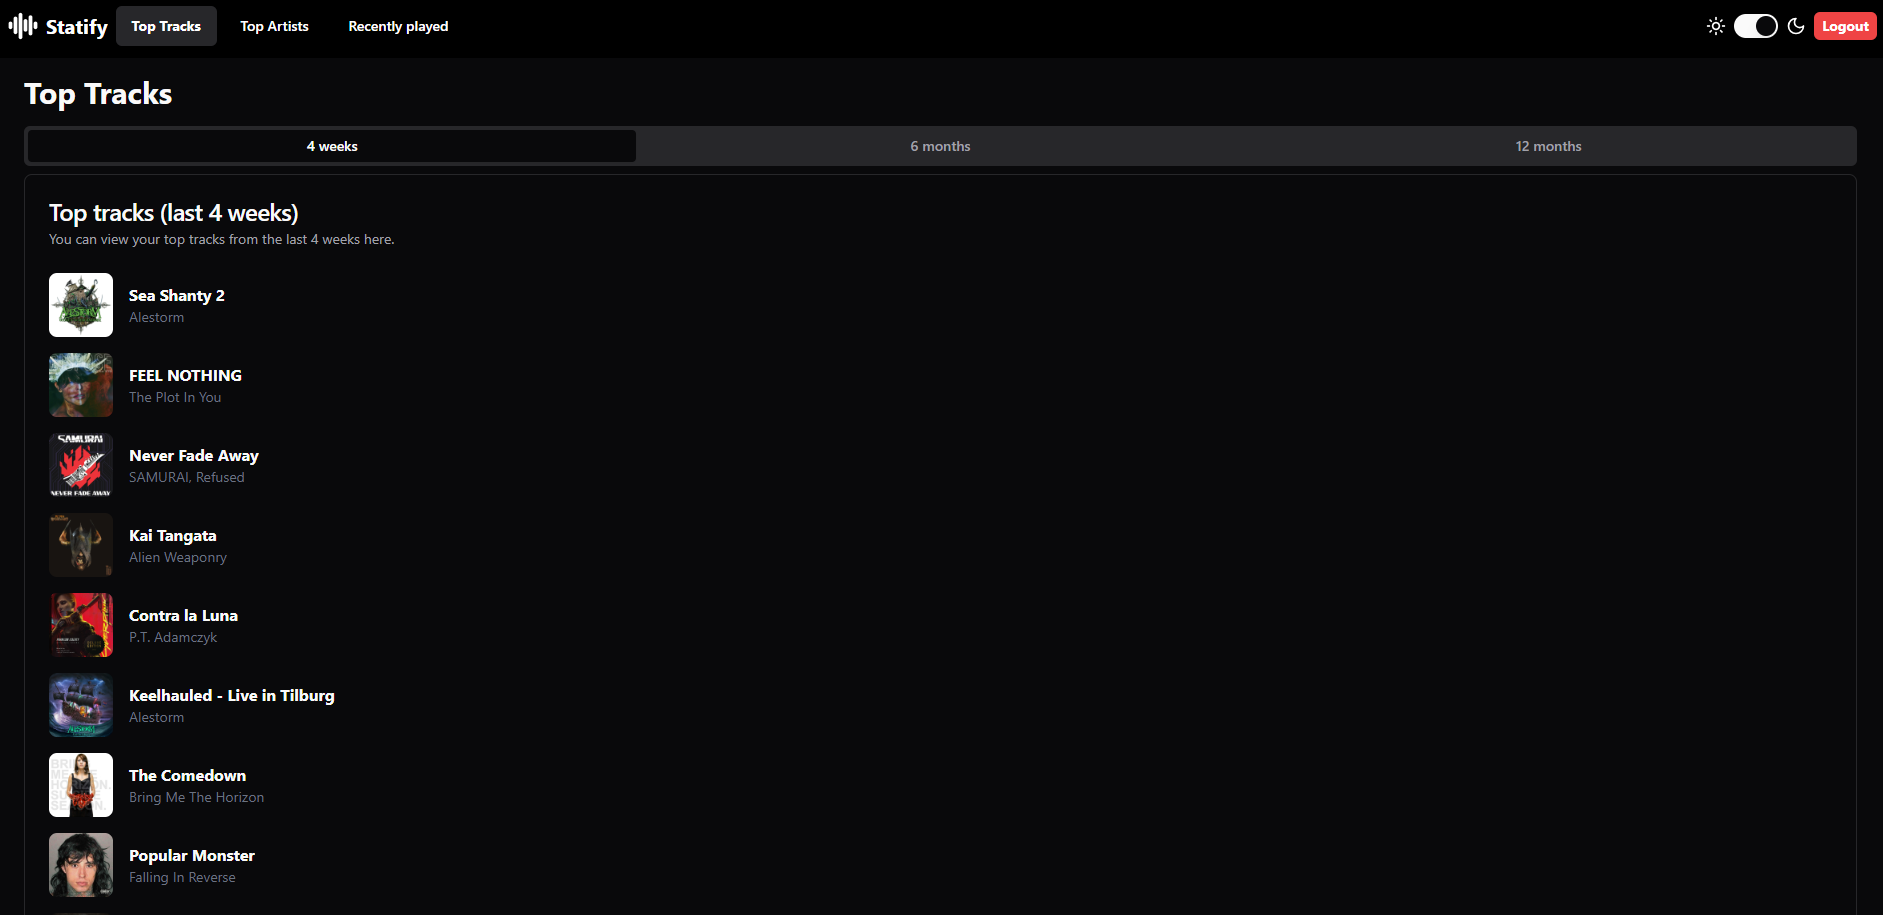 Statify
Top Tracks
Top Artists
Recently played
Logout
Top Tracks
4 weeks
6 months
12 months
Top tracks (last 4 weeks)
You can view your top tracks from the last 4 weeks here.
Sea Shanty 2
Alestorm
FEEL NOTHING
The Plot In You
SAMURAI
NEVER FADE AWAY
Never Fade Away
SAMURAI, Refused
Kai Tangata
Alien Weaponry
Contra la Luna
P.T. Adamczyk
Keelhauled - Live in Tilburg
Alestorm
The Comedown
Bring Me The Horizon
Popular Monster
Falling In Reverse